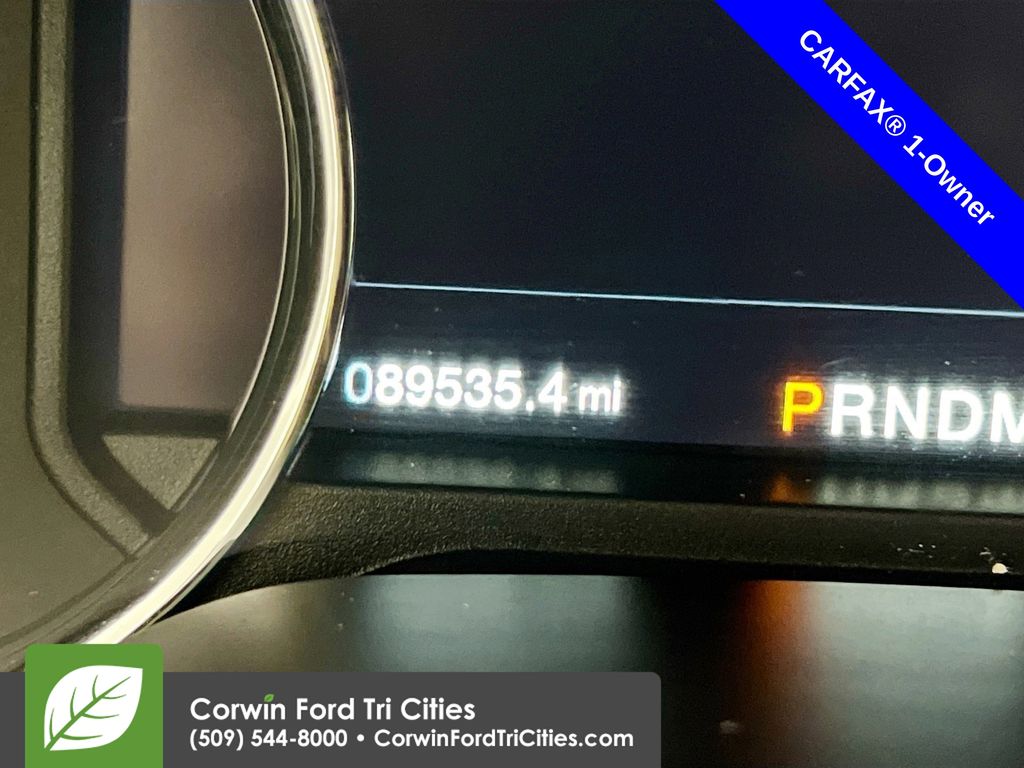 CARFAX® 1-Owner
089535.4 mi
PRNDM
Corwin Ford Tri Cities
(509) 544-8000 • CorwinFordTriCities.com